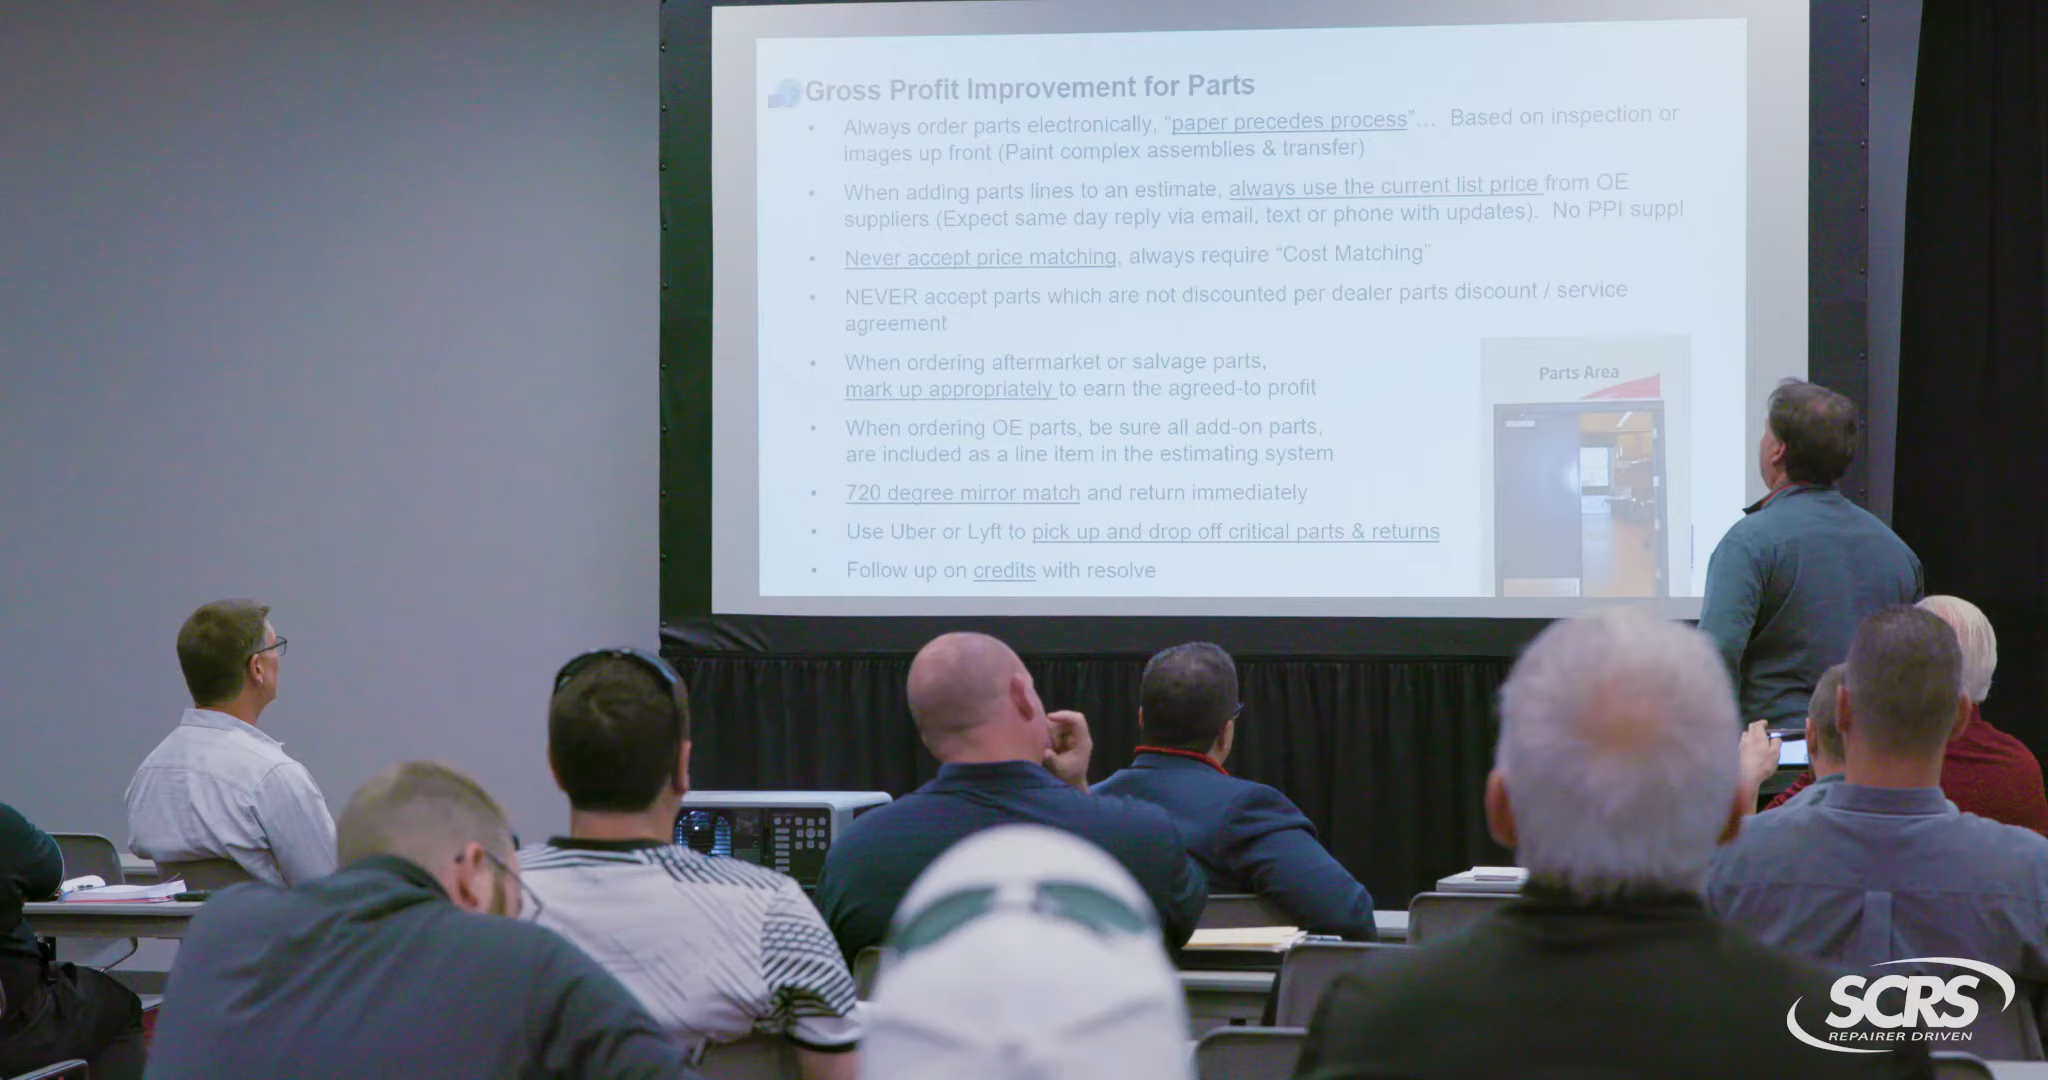 Gross Profit Improvement for Parts
• Always order parts electronically, “paper precedes process”… Based on inspection or
images up front (Paint complex assemblies & transfer)
• When adding parts lines to an estimate, always use the current list price from OE
suppliers (Expect same day reply via email, text or phone with updates). No PPI suppl
• Never accept price matching, always require “Cost Matching”
• NEVER accept parts which are not discounted per dealer parts discount / service
agreement
• When ordering aftermarket or salvage parts,
mark up appropriately to earn the agreed-to profit
• When ordering OE parts, be sure all add-on parts,
are included as a line item in the estimating system
• 720 degree mirror match and return immediately
• Use Uber or Lyft to pick up and drop off critical parts & returns
• Follow up on credits with resolve
Parts Area
SCRS
REPAIRER DRIVEN